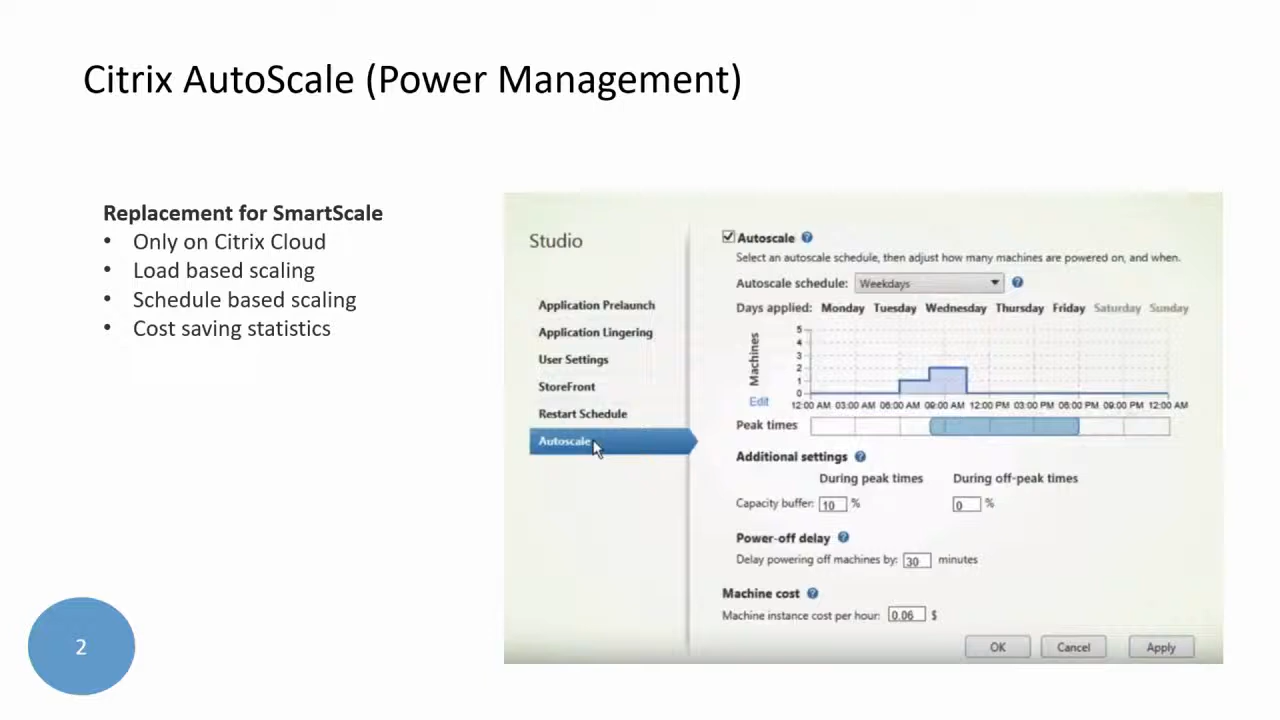 Citrix AutoScale (Power Management)
Replacement for SmartScale
• Only on Citrix Cloud
• Load based scaling
• Schedule based scaling
• Cost saving statistics
2
Studio
Application Prelaunch
Application Lingering
User Settings
StoreFront
Restart Schedule
Autoscale
Autoscale
Select an autoscale schedule, then adjust how many machines are powered on, and when.
Autoscale schedule: Weekdays
Days applied: Monday Tuesday Wednesday Thursday Friday Saturday Sunday
Machines
5
4
3
2
1
0
Edit
12:00 AM 03:00 AM 06:00 AM 09:00 AM 12:00 PM 03:00 PM 06:00 PM 09:00 PM 12:00 AM
Peak times
Additional settings
During peak times During off-peak times
Capacity buffer: 10 % 0 %
Power-off delay
Delay powering off machines by: 30 minutes
Machine cost
Machine instance cost per hour: 0.06 $
OK Cancel Apply